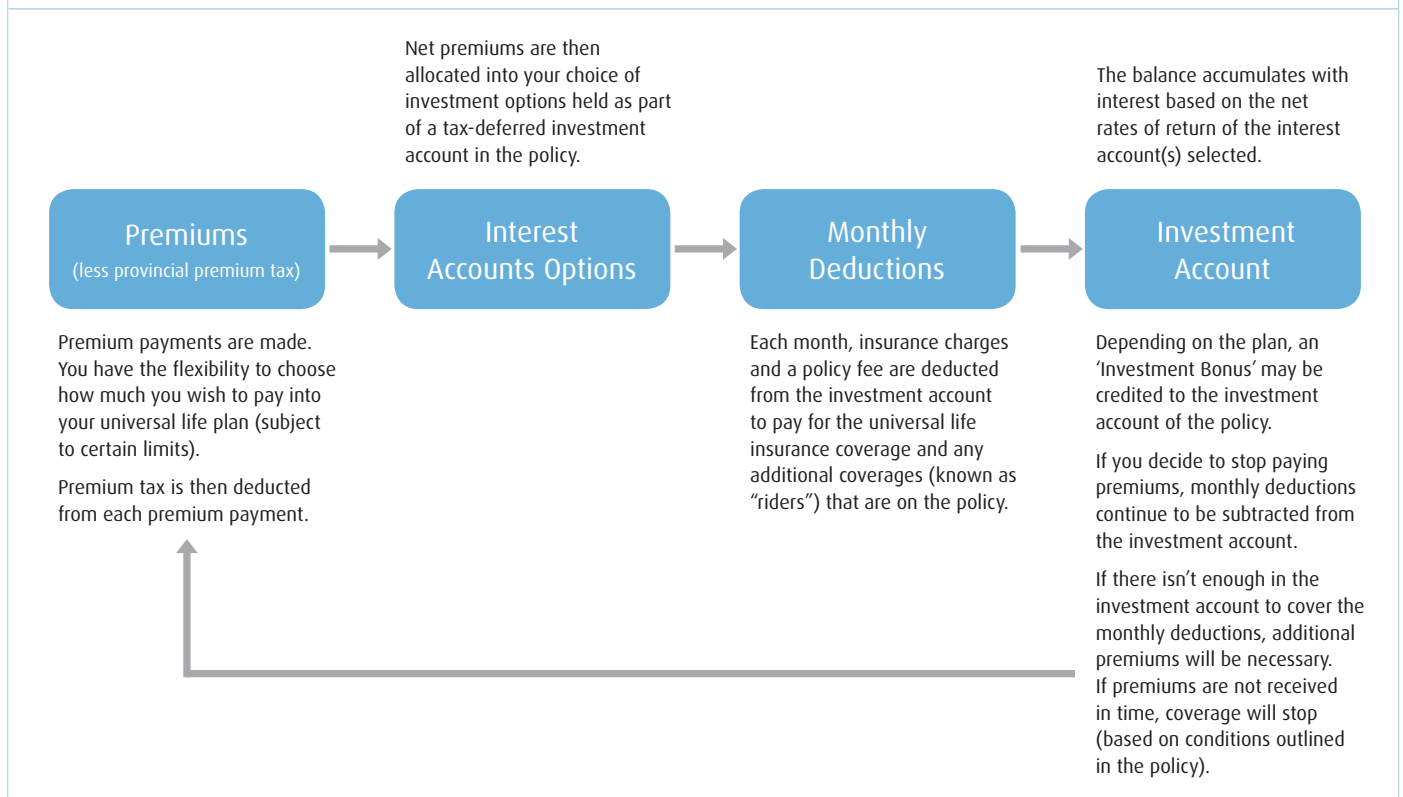 Net premiums are then
allocated into your choice of
investment options held as part
of a tax-deferred investment
account in the policy.
The balance accumulates with
interest based on the net
rates of return of the interest
account(s) selected.
Premiums
(less provincial premium tax)
Interest
Accounts Options
Monthly
Deductions
Investment
Account
Premium payments are made.
You have the flexibility to choose
how much you wish to pay into
your universal life plan (subject
to certain limits).
Premium tax is then deducted
from each premium payment.
Each month, insurance charges
and a policy fee are deducted
from the investment account
to pay for the universal life
insurance coverage and any
additional coverages (known as
“riders”) that are on the policy.
Depending on the plan, an
‘Investment Bonus’ may be
credited to the investment
account of the policy.
If you decide to stop paying
premiums, monthly deductions
continue to be subtracted from
the investment account.
If there isn’t enough in the
investment account to cover the
monthly deductions, additional
premiums will be necessary.
If premiums are not received
in time, coverage will stop
(based on conditions outlined
in the policy).